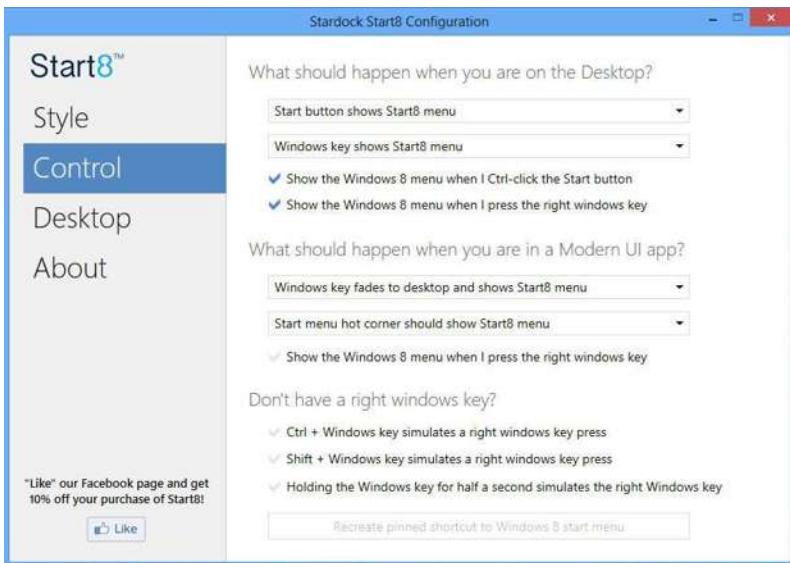 Stardock Start8 Configuration
Start8™
Style
Control
Desktop
About
"Like" our Facebook page and get
10% off your purchase of Start8!
Like
What should happen when you are on the Desktop?
Start button shows Start8 menu
Windows key shows Start8 menu
Show the Windows 8 menu when I Ctrl-click the Start button
Show the Windows 8 menu when I press the right windows key
What should happen when you are in a Modern UI app?
Windows key fades to desktop and shows Start8 menu
Start menu hot corner should show Start8 menu
Show the Windows 8 menu when I press the right windows key
Don't have a right windows key?
Ctrl + Windows key simulates a right windows key press
Shift + Windows key simulates a right windows key press
Holding the Windows key for half a second simulates the right Windows key
Recreate pinned shortcut to Windows 8 start menu